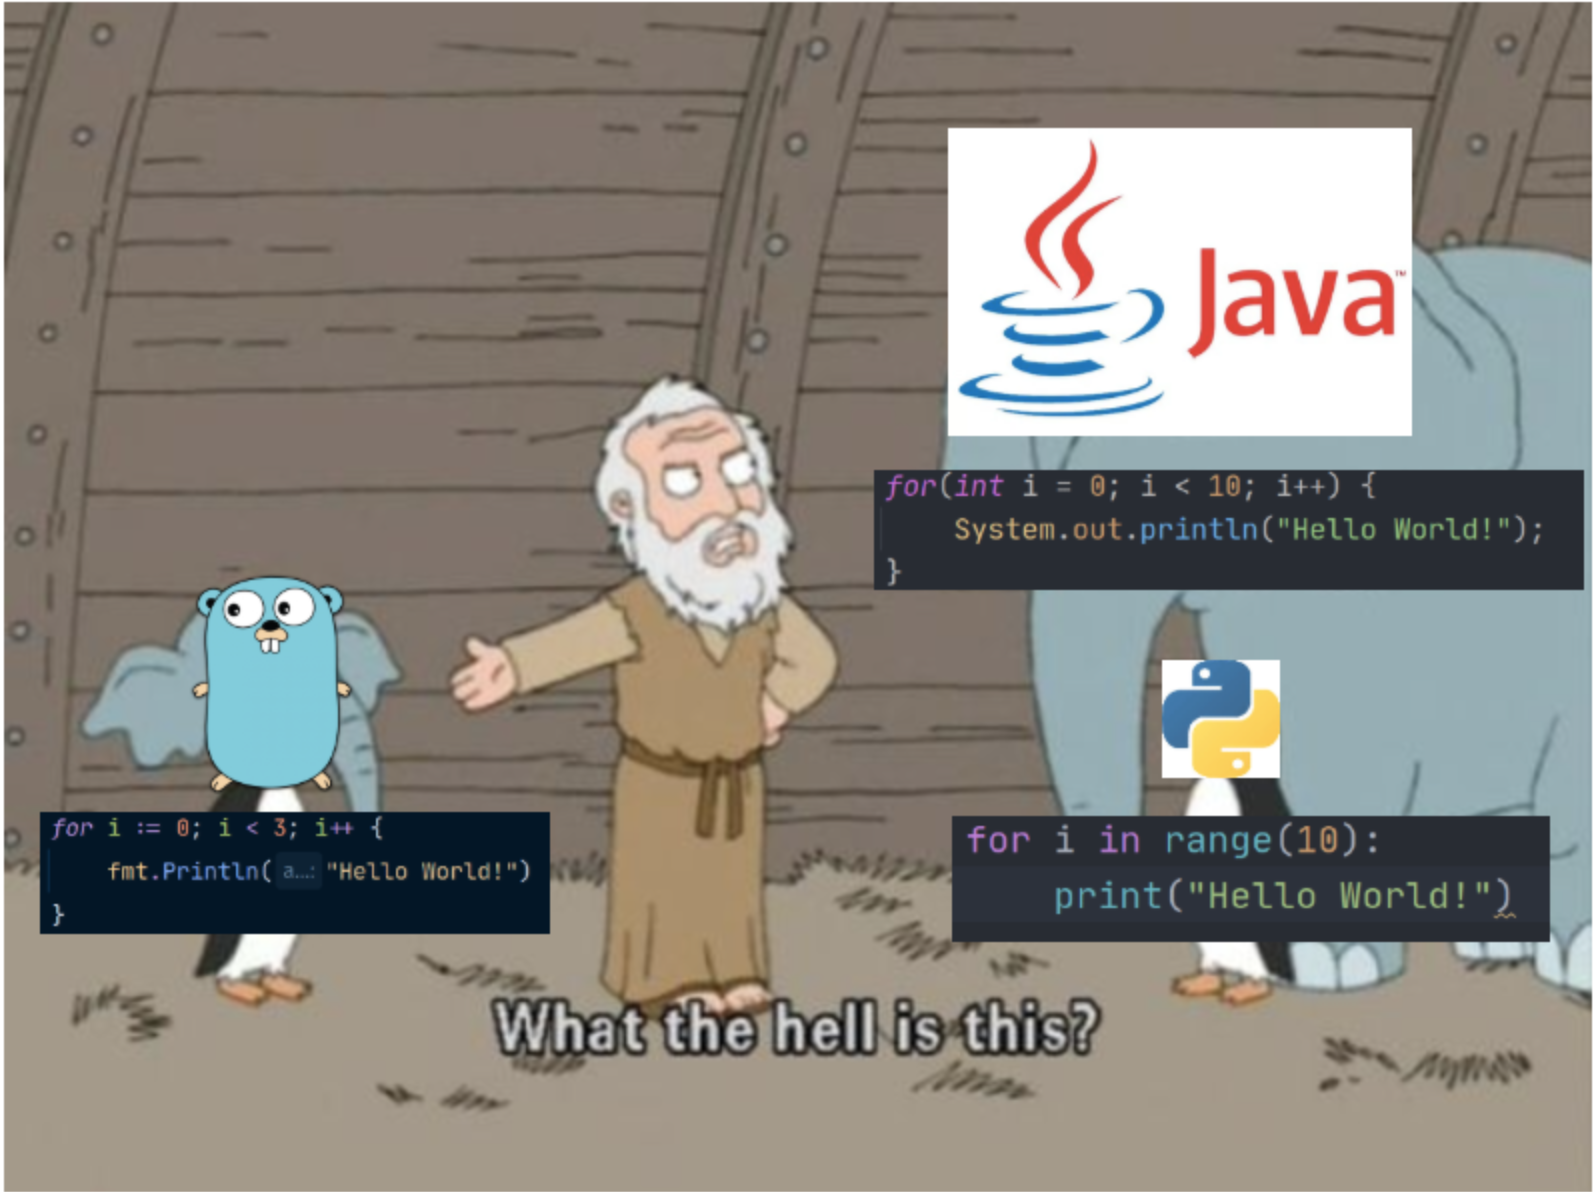 Java™
for(int i = 0; i < 10; i++) {
System.out.println("Hello World!");
}
for i := 0; i < 3; i++ {
fmt.Println( a...: "Hello World!")
}
for i in range(10):
print("Hello World!")
What the hell is this?